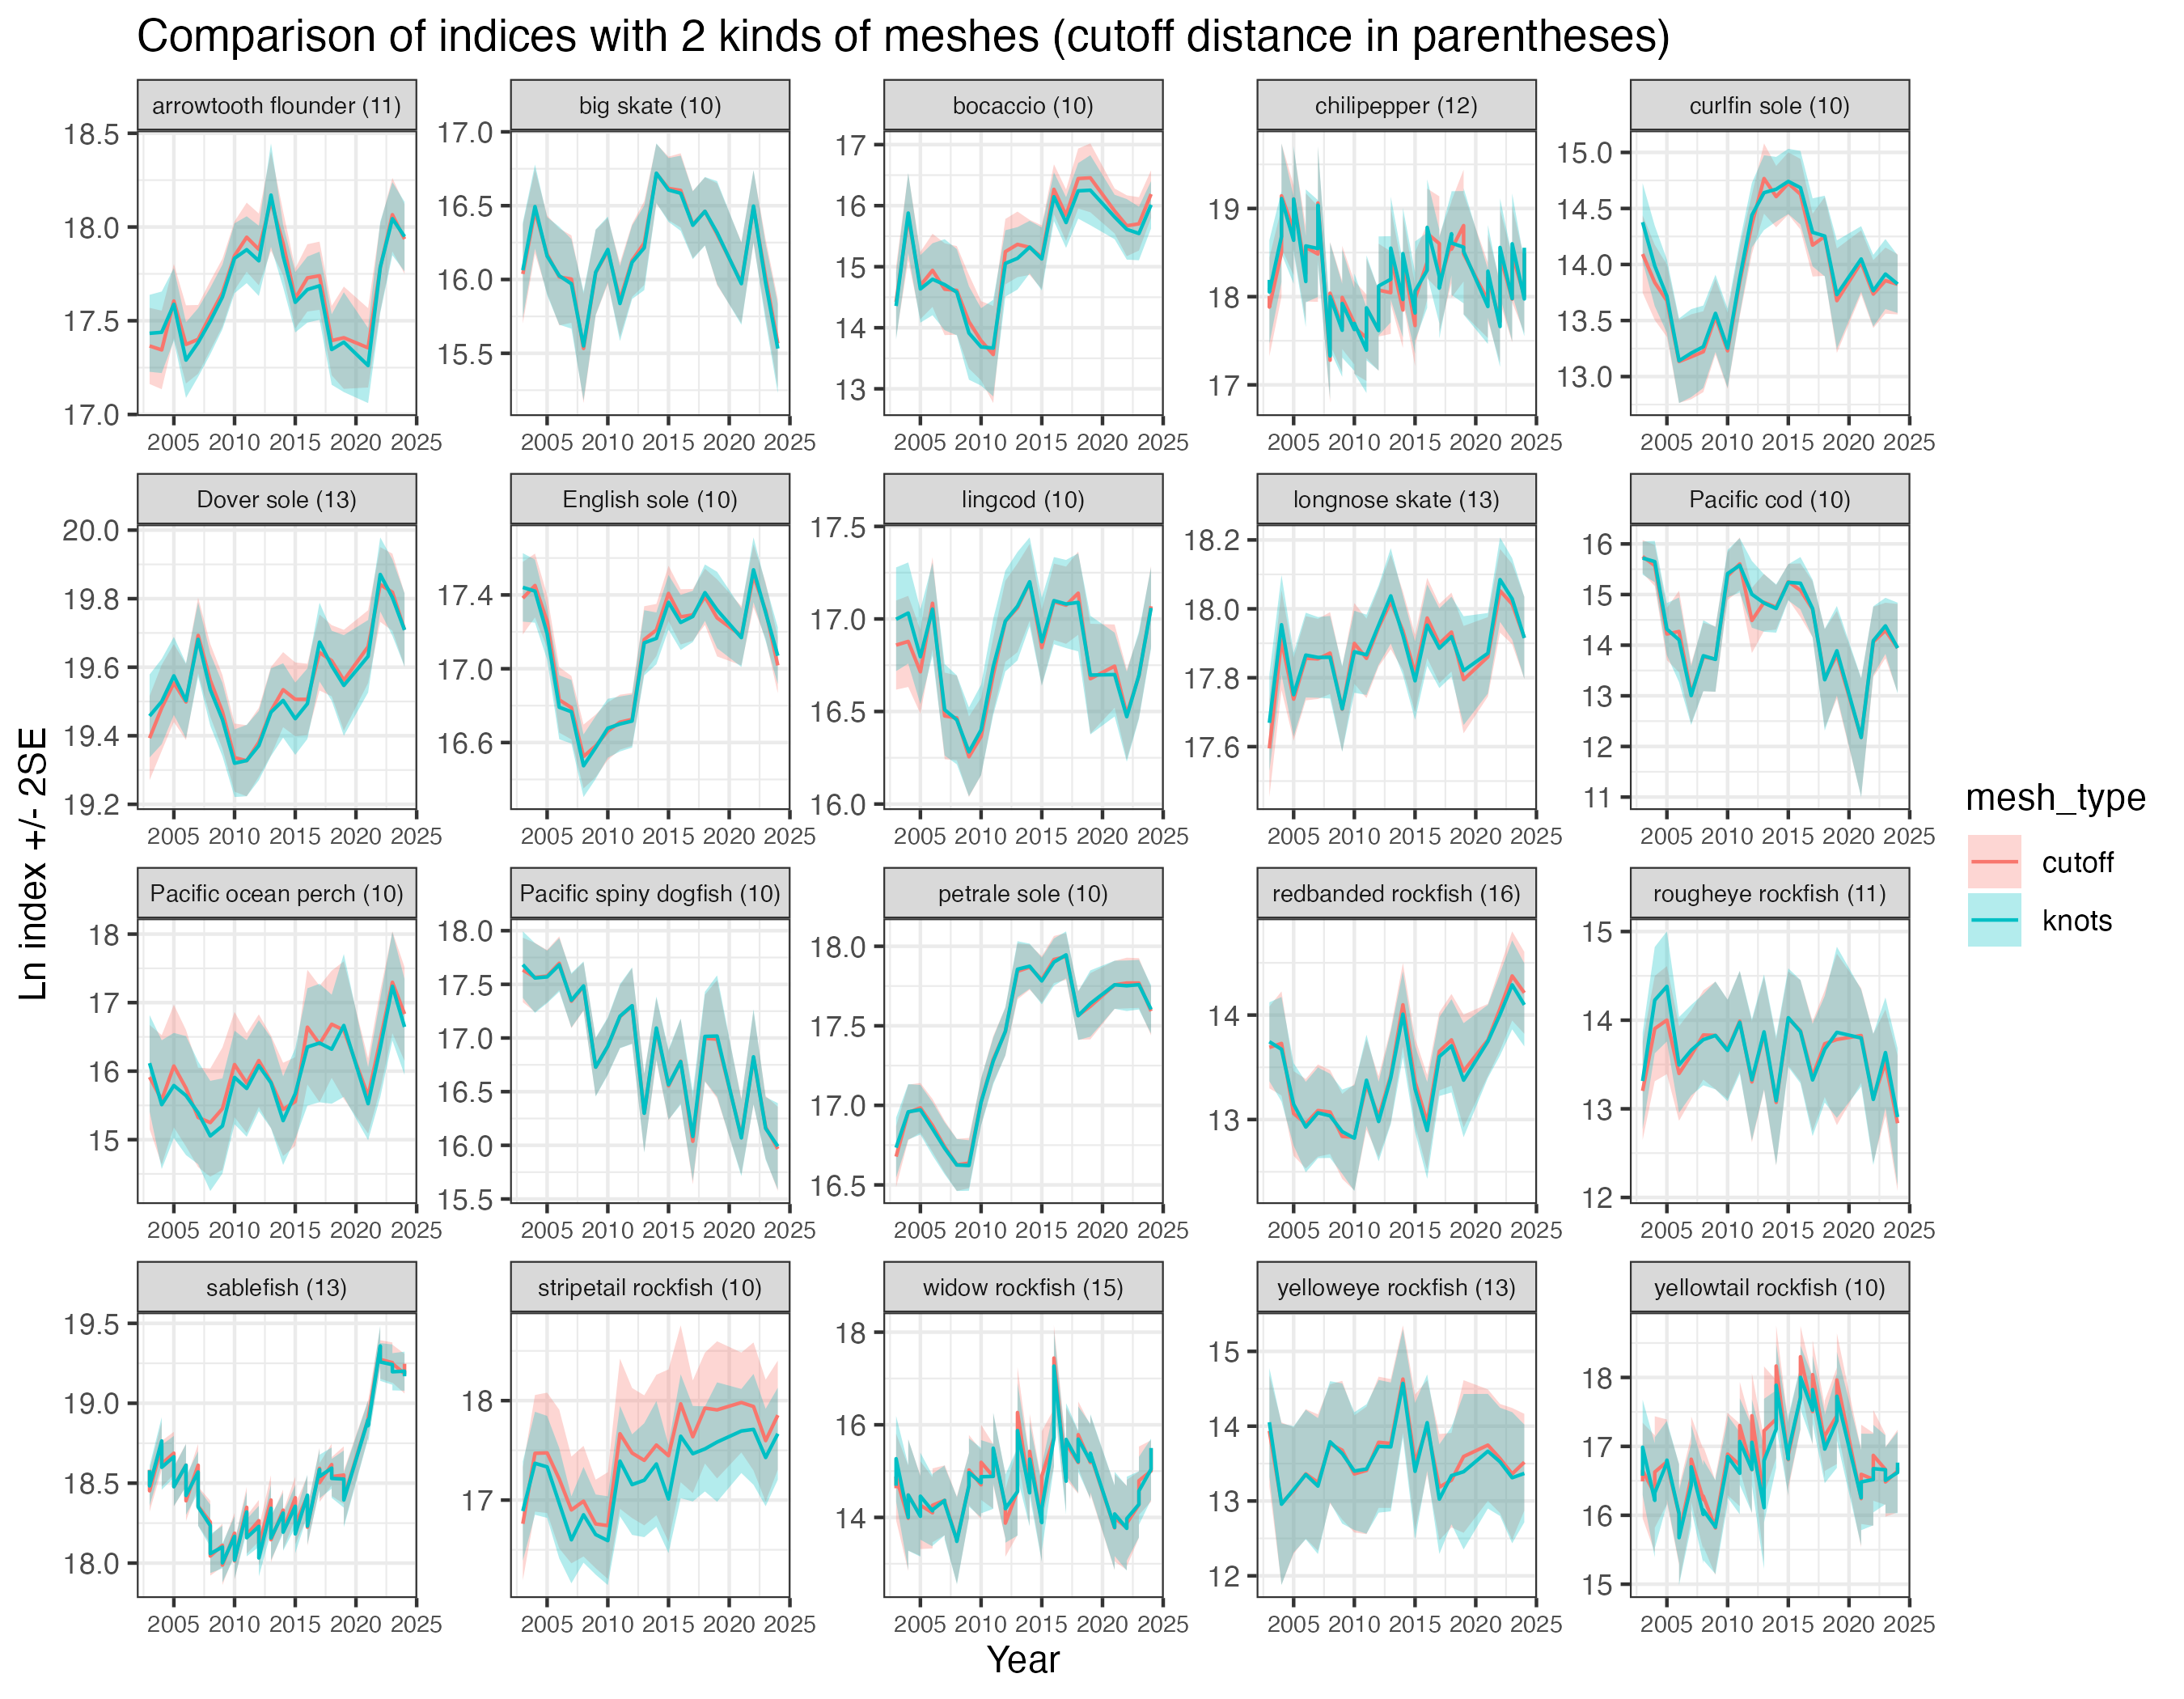 Comparison of indices with 2 kinds of meshes (cutoff distance in parentheses)
arrowtooth flounder (11)
18.5
18.0
17.5
17.0
2005 2010 2015 2020 2025
big skate (10)
17.0
16.5
16.0
15.5
2005 2010 2015 2020 2025
bocaccio (10)
17
16
15
14
13
2005 2010 2015 2020 2025
chilipepper (12)
19
18
17
2005 2010 2015 2020 2025
curlfin sole (10)
15.0
14.5
14.0
13.5
13.0
2005 2010 2015 2020 2025
Dover sole (13)
20.0
19.8
19.6
19.4
19.2
2005 2010 2015 2020 2025
English sole (10)
17.4
17.0
16.6
2005 2010 2015 2020 2025
lingcod (10)
17.5
17.0
16.5
16.0
2005 2010 2015 2020 2025
longnose skate (13)
18.2
18.0
17.8
17.6
2005 2010 2015 2020 2025
Pacific cod (10)
16
15
14
13
12
11
2005 2010 2015 2020 2025
Pacific ocean perch (10)
18
17
16
15
2005 2010 2015 2020 2025
Pacific spiny dogfish (10)
18.0
17.5
17.0
16.5
16.0
15.5
2005 2010 2015 2020 2025
petrale sole (10)
18.0
17.5
17.0
16.5
2005 2010 2015 2020 2025
redbanded rockfish (16)
14
13
2005 2010 2015 2020 2025
rougheye rockfish (11)
15
14
13
12
2005 2010 2015 2020 2025
sablefish (13)
19.5
19.0
18.5
18.0
2005 2010 2015 2020 2025
stripetail rockfish (10)
18
17
2005 2010 2015 2020 2025
widow rockfish (15)
18
16
14
2005 2010 2015 2020 2025
yelloweye rockfish (13)
15
14
13
12
2005 2010 2015 2020 2025
yellowtail rockfish (10)
18
17
16
15
2005 2010 2015 2020 2025
Ln index +/- 2SE
Year
mesh_type
cutoff
knots